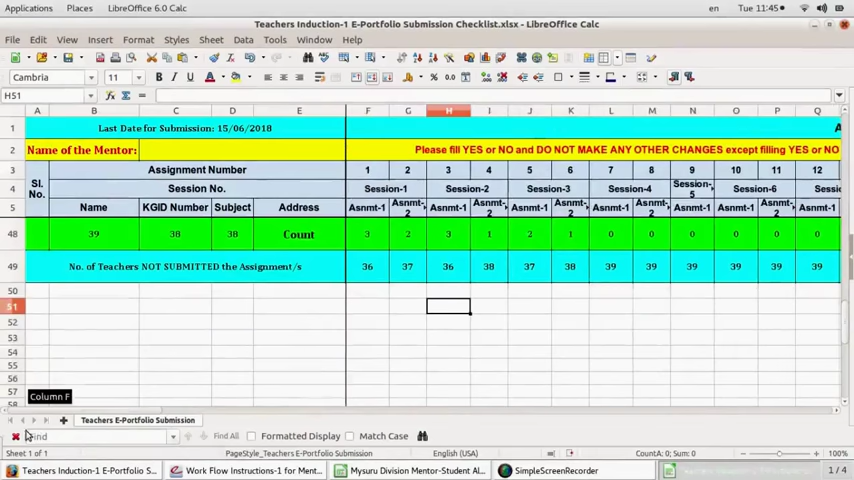 Applications Places LibreOffice 6.0 Calc en Tue 11:45
Teachers Induction-1 E-Portfolio Submission Checklist.xlsx - LibreOffice Calc
File Edit View Insert Format Styles Sheet Data Tools Window Help
Cambria 11
H51
A B C D E F G H I J K L M N O P Q
1 Last Date for Submission: 15/06/2018 A
2 Name of the Mentor: Please fill YES or NO and DO NOT MAKE ANY OTHER CHANGES except filling YES or NO
3 Sl. No. Assignment Number 1 2 3 4 5 6 7 8 9 10 11 12
4 Session No. Session-1 Session-2 Session-3 Session-4 Session-5 Session-6
5 Name KGID Number Subject Address Asnmt-1 Asnmt-2 Asnmt-1 Asnmt-2 Asnmt-1 Asnmt-2 Asnmt-1 Asnmt-2 Asnmt-1 Asnmt-1 Asnmt-2 Asnmt-1
48 39 38 38 Count 3 2 3 1 2 1 0 0 0 0 0 0
49 No. of Teachers NOT SUBMITTED the Assignment/s 36 37 36 38 37 38 39 39 39 39 39 39
50
51
52
53
54
55
56
57
58
Column F
Teachers E-Portfolio Submission
Find Find All Formatted Display Match Case
Sheet 1 of 1 PageStyle_Teachers E-Portfolio Submission English (USA) CountA: 0; Sum: 0 100%
Teachers Induction-1 E-Portfolio S... Work Flow Instructions-1 for Ment... Mysuru Division Mentor-Student Al... SimpleScreenRecorder 1 / 4